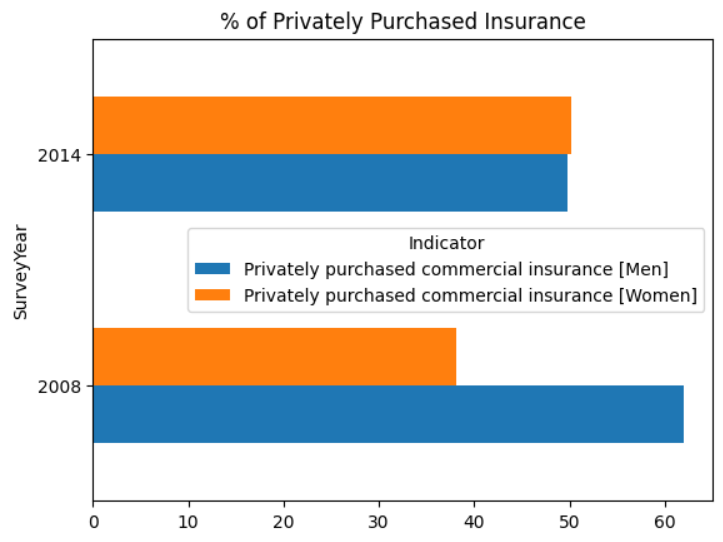 % of Privately Purchased Insurance
SurveyYear
2014
2008
Indicator
Privately purchased commercial insurance [Men]
Privately purchased commercial insurance [Women]
0 10 20 30 40 50 60